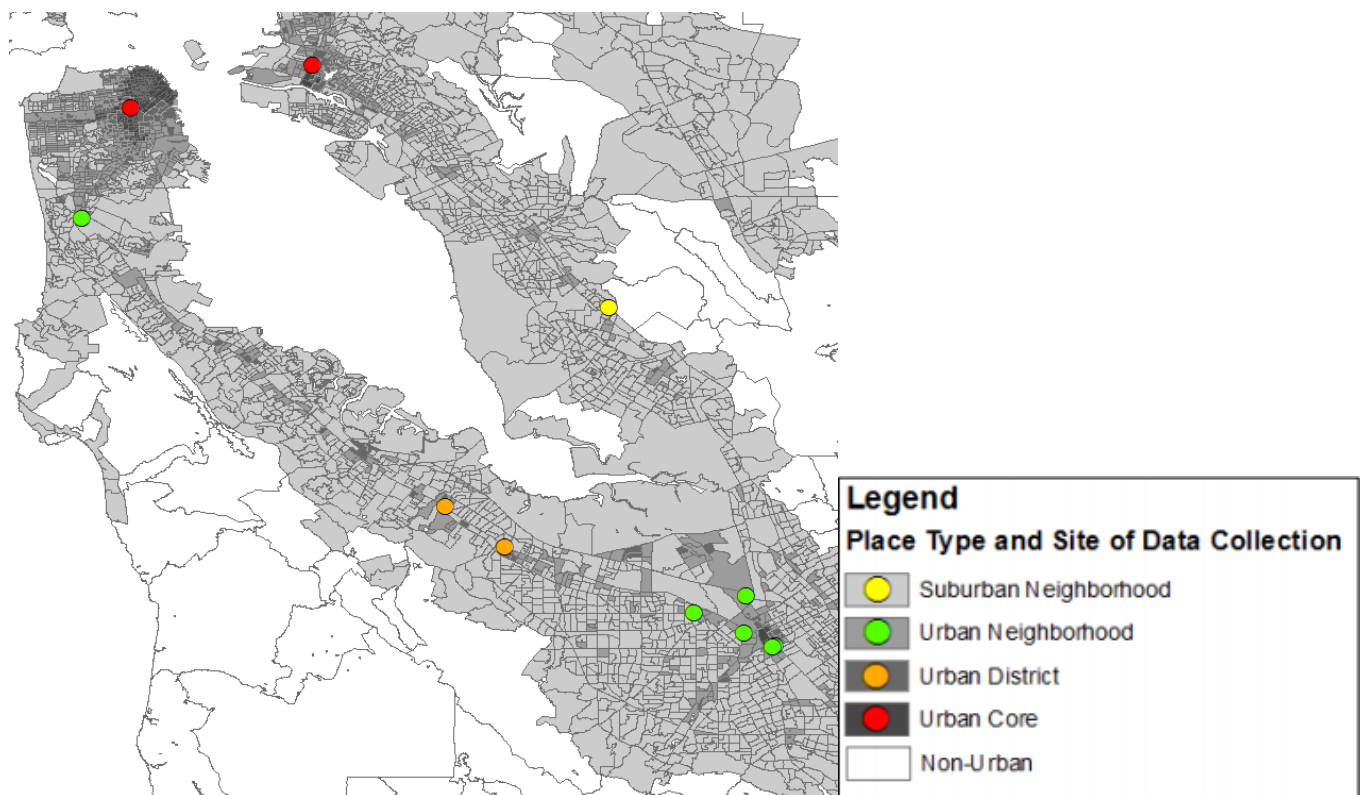 Legend
Place Type and Site of Data Collection
Suburban Neighborhood
Urban Neighborhood
Urban District
Urban Core
Non-Urban